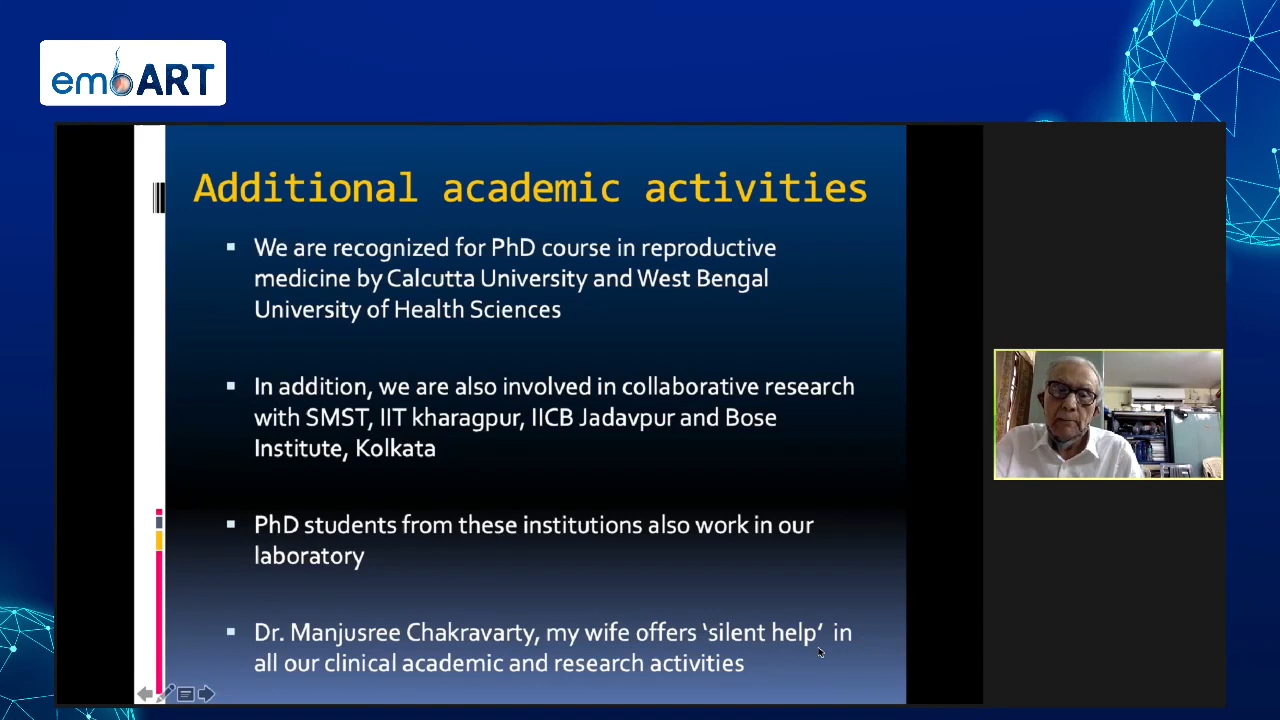 embART
Additional academic activities
▪ We are recognized for PhD course in reproductive
medicine by Calcutta University and West Bengal
University of Health Sciences
▪ In addition, we are also involved in collaborative research
with SMST, IIT kharagpur, IICB Jadavpur and Bose
Institute, Kolkata
▪ PhD students from these institutions also work in our
laboratory
▪ Dr. Manjusree Chakravarty, my wife offers ‘silent help’ in
all our clinical academic and research activities